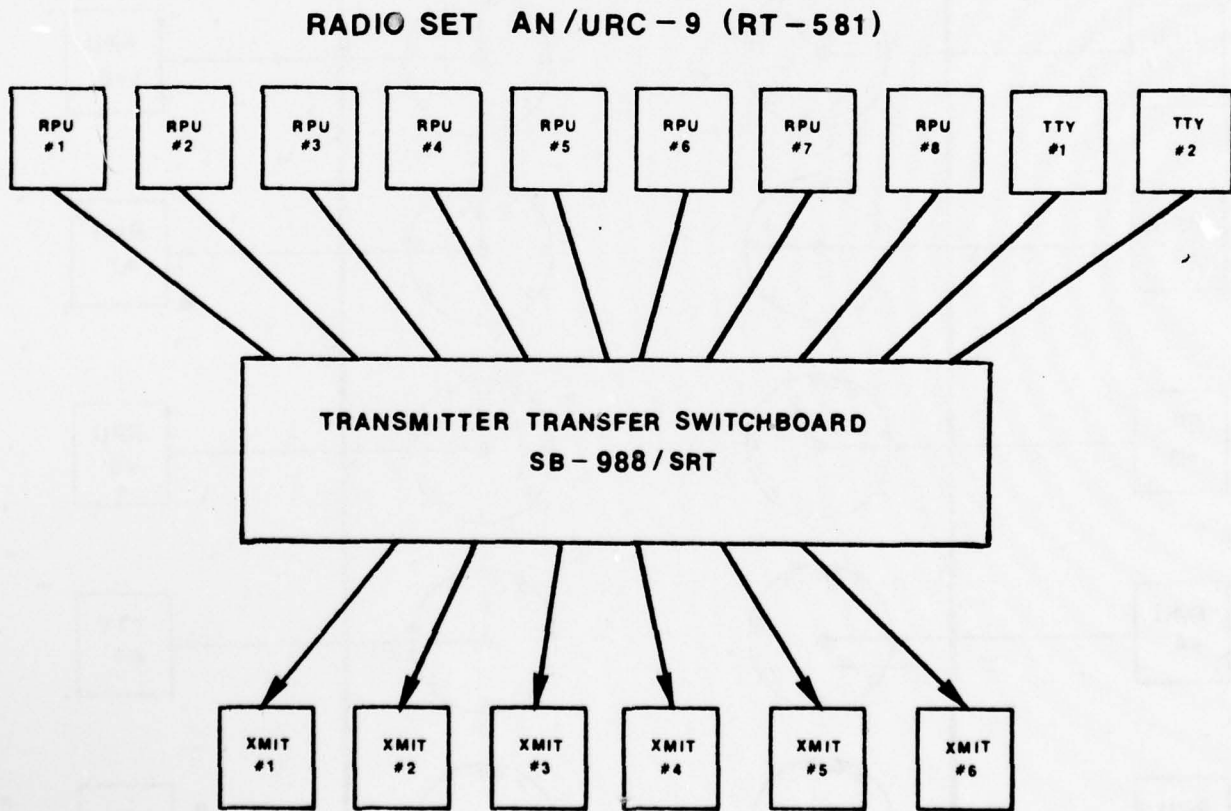 RADIO SET AN/URC-9 (RT-581)
RPU
#1
RPU
#2
RPU
#3
RPU
#4
RPU
#5
RPU
#6
RPU
#7
RPU
#8
TTY
#1
TTY
#2
TRANSMITTER TRANSFER SWITCHBOARD
SB-988/SRT
XMIT
#1
XMIT
#2
XMIT
#3
XMIT
#4
XMIT
#5
XMIT
#6